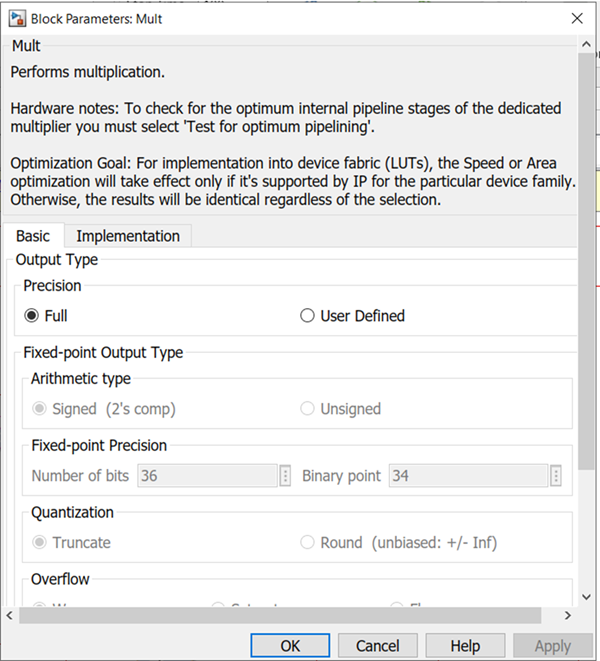 Block Parameters: Mult
Mult
Performs multiplication.
Hardware notes: To check for the optimum internal pipeline stages of the dedicated
multiplier you must select 'Test for optimum pipelining'.
Optimization Goal: For implementation into device fabric (LUTs), the Speed or Area
optimization will take effect only if it's supported by IP for the particular device family.
Otherwise, the results will be identical regardless of the selection.
Basic Implementation
Output Type
Precision
Full User Defined
Fixed-point Output Type
Arithmetic type
Signed (2's comp) Unsigned
Fixed-point Precision
Number of bits 36 Binary point 34
Quantization
Truncate Round (unbiased: +/- Inf)
Overflow
OK Cancel Help Apply